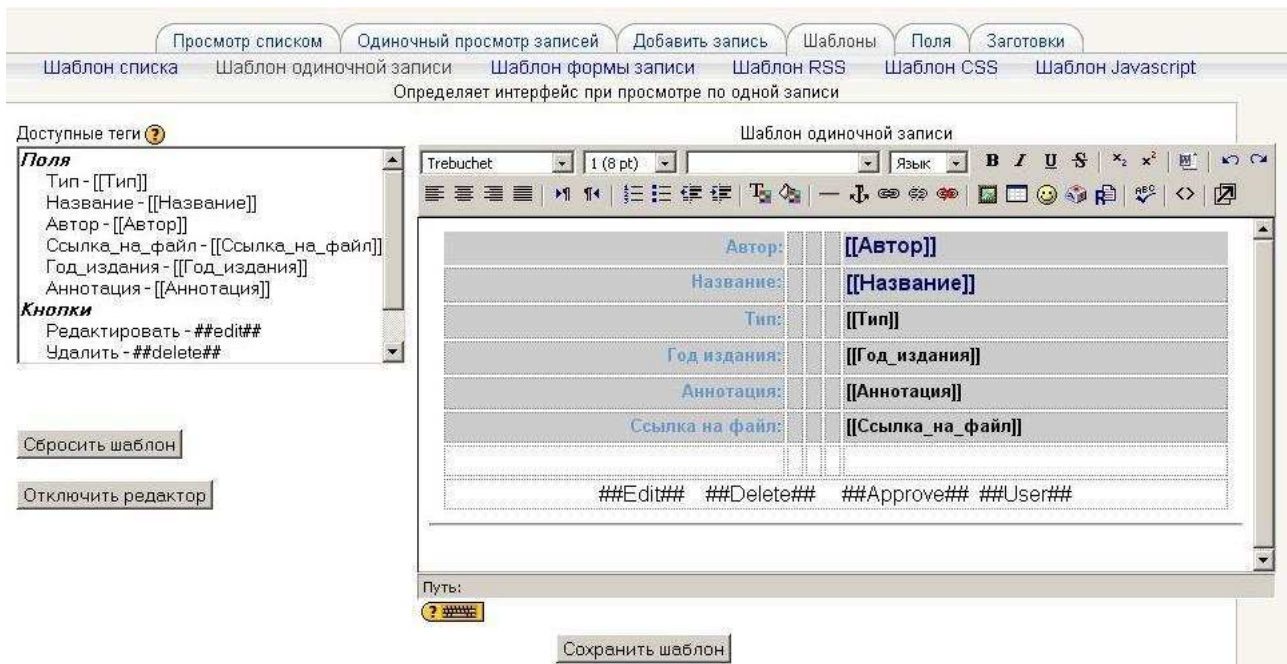 Просмотр списком Одиночный просмотр записей Добавить запись Шаблоны Поля Заготовки
Шаблон списка Шаблон одиночной записи Шаблон формы записи Шаблон RSS Шаблон CSS Шаблон Javascript
Определяет интерфейс при просмотре по одной записи
Доступные теги ?
Поля
Тип - [[Тип]]
Название - [[Название]]
Автор - [[Автор]]
Ссылка_на_файл - [[Ссылка_на_файл]]
Год_издания - [[Год_издания]]
Аннотация - [[Аннотация]]
Кнопки
Редактировать - ##edit##
Удалить - ##delete##
Сбросить шаблон
Отключить редактор
Шаблон одиночной записи
Trebuchet 1 (8 pt) Язык B I U S x₂ x²
ABC
Автор: [[Автор]]
Название: [[Название]]
Тип: [[Тип]]
Год издания: [[Год_издания]]
Аннотация: [[Аннотация]]
Ссылка на файл: [[Ссылка_на_файл]]
##Edit## ##Delete## ##Approve## ##User##
Путь:
?
Сохранить шаблон